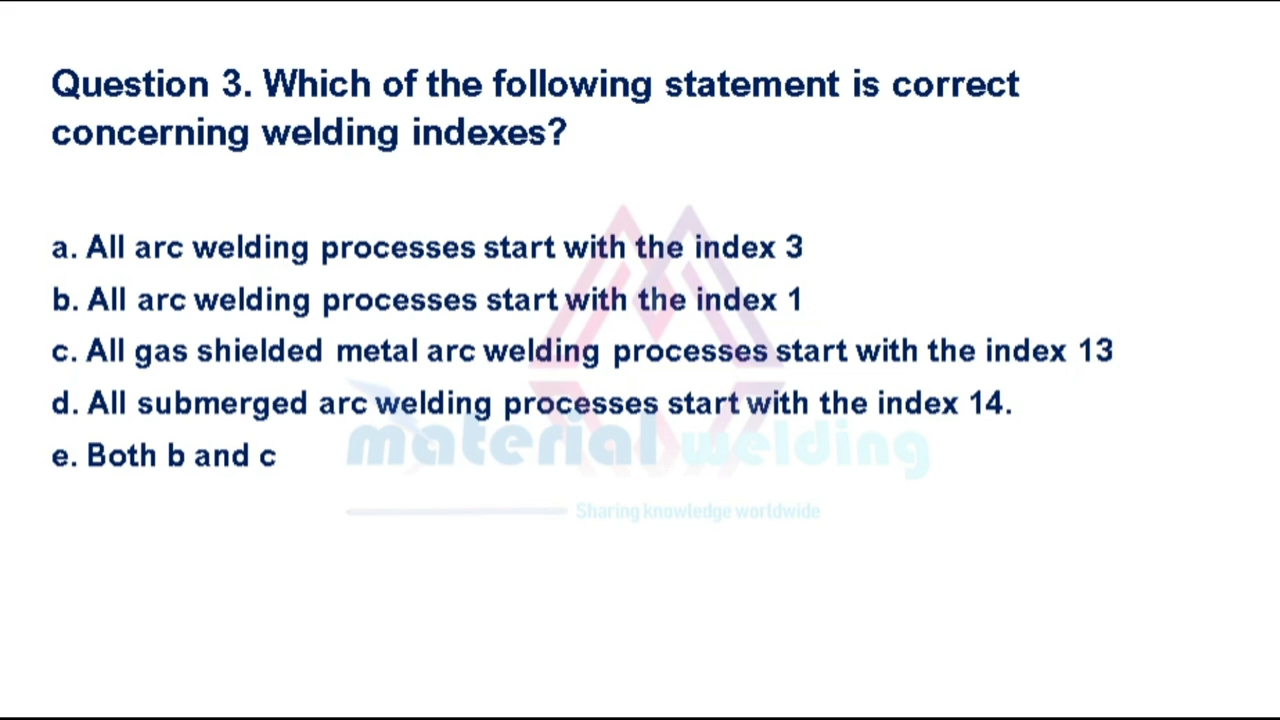 Question 3. Which of the following statement is correct
concerning welding indexes?
a. All arc welding processes start with the index 3
b. All arc welding processes start with the index 1
c. All gas shielded metal arc welding processes start with the index 13
d. All submerged arc welding processes start with the index 14.
e. Both b and c
material welding
Sharing knowledge worldwide